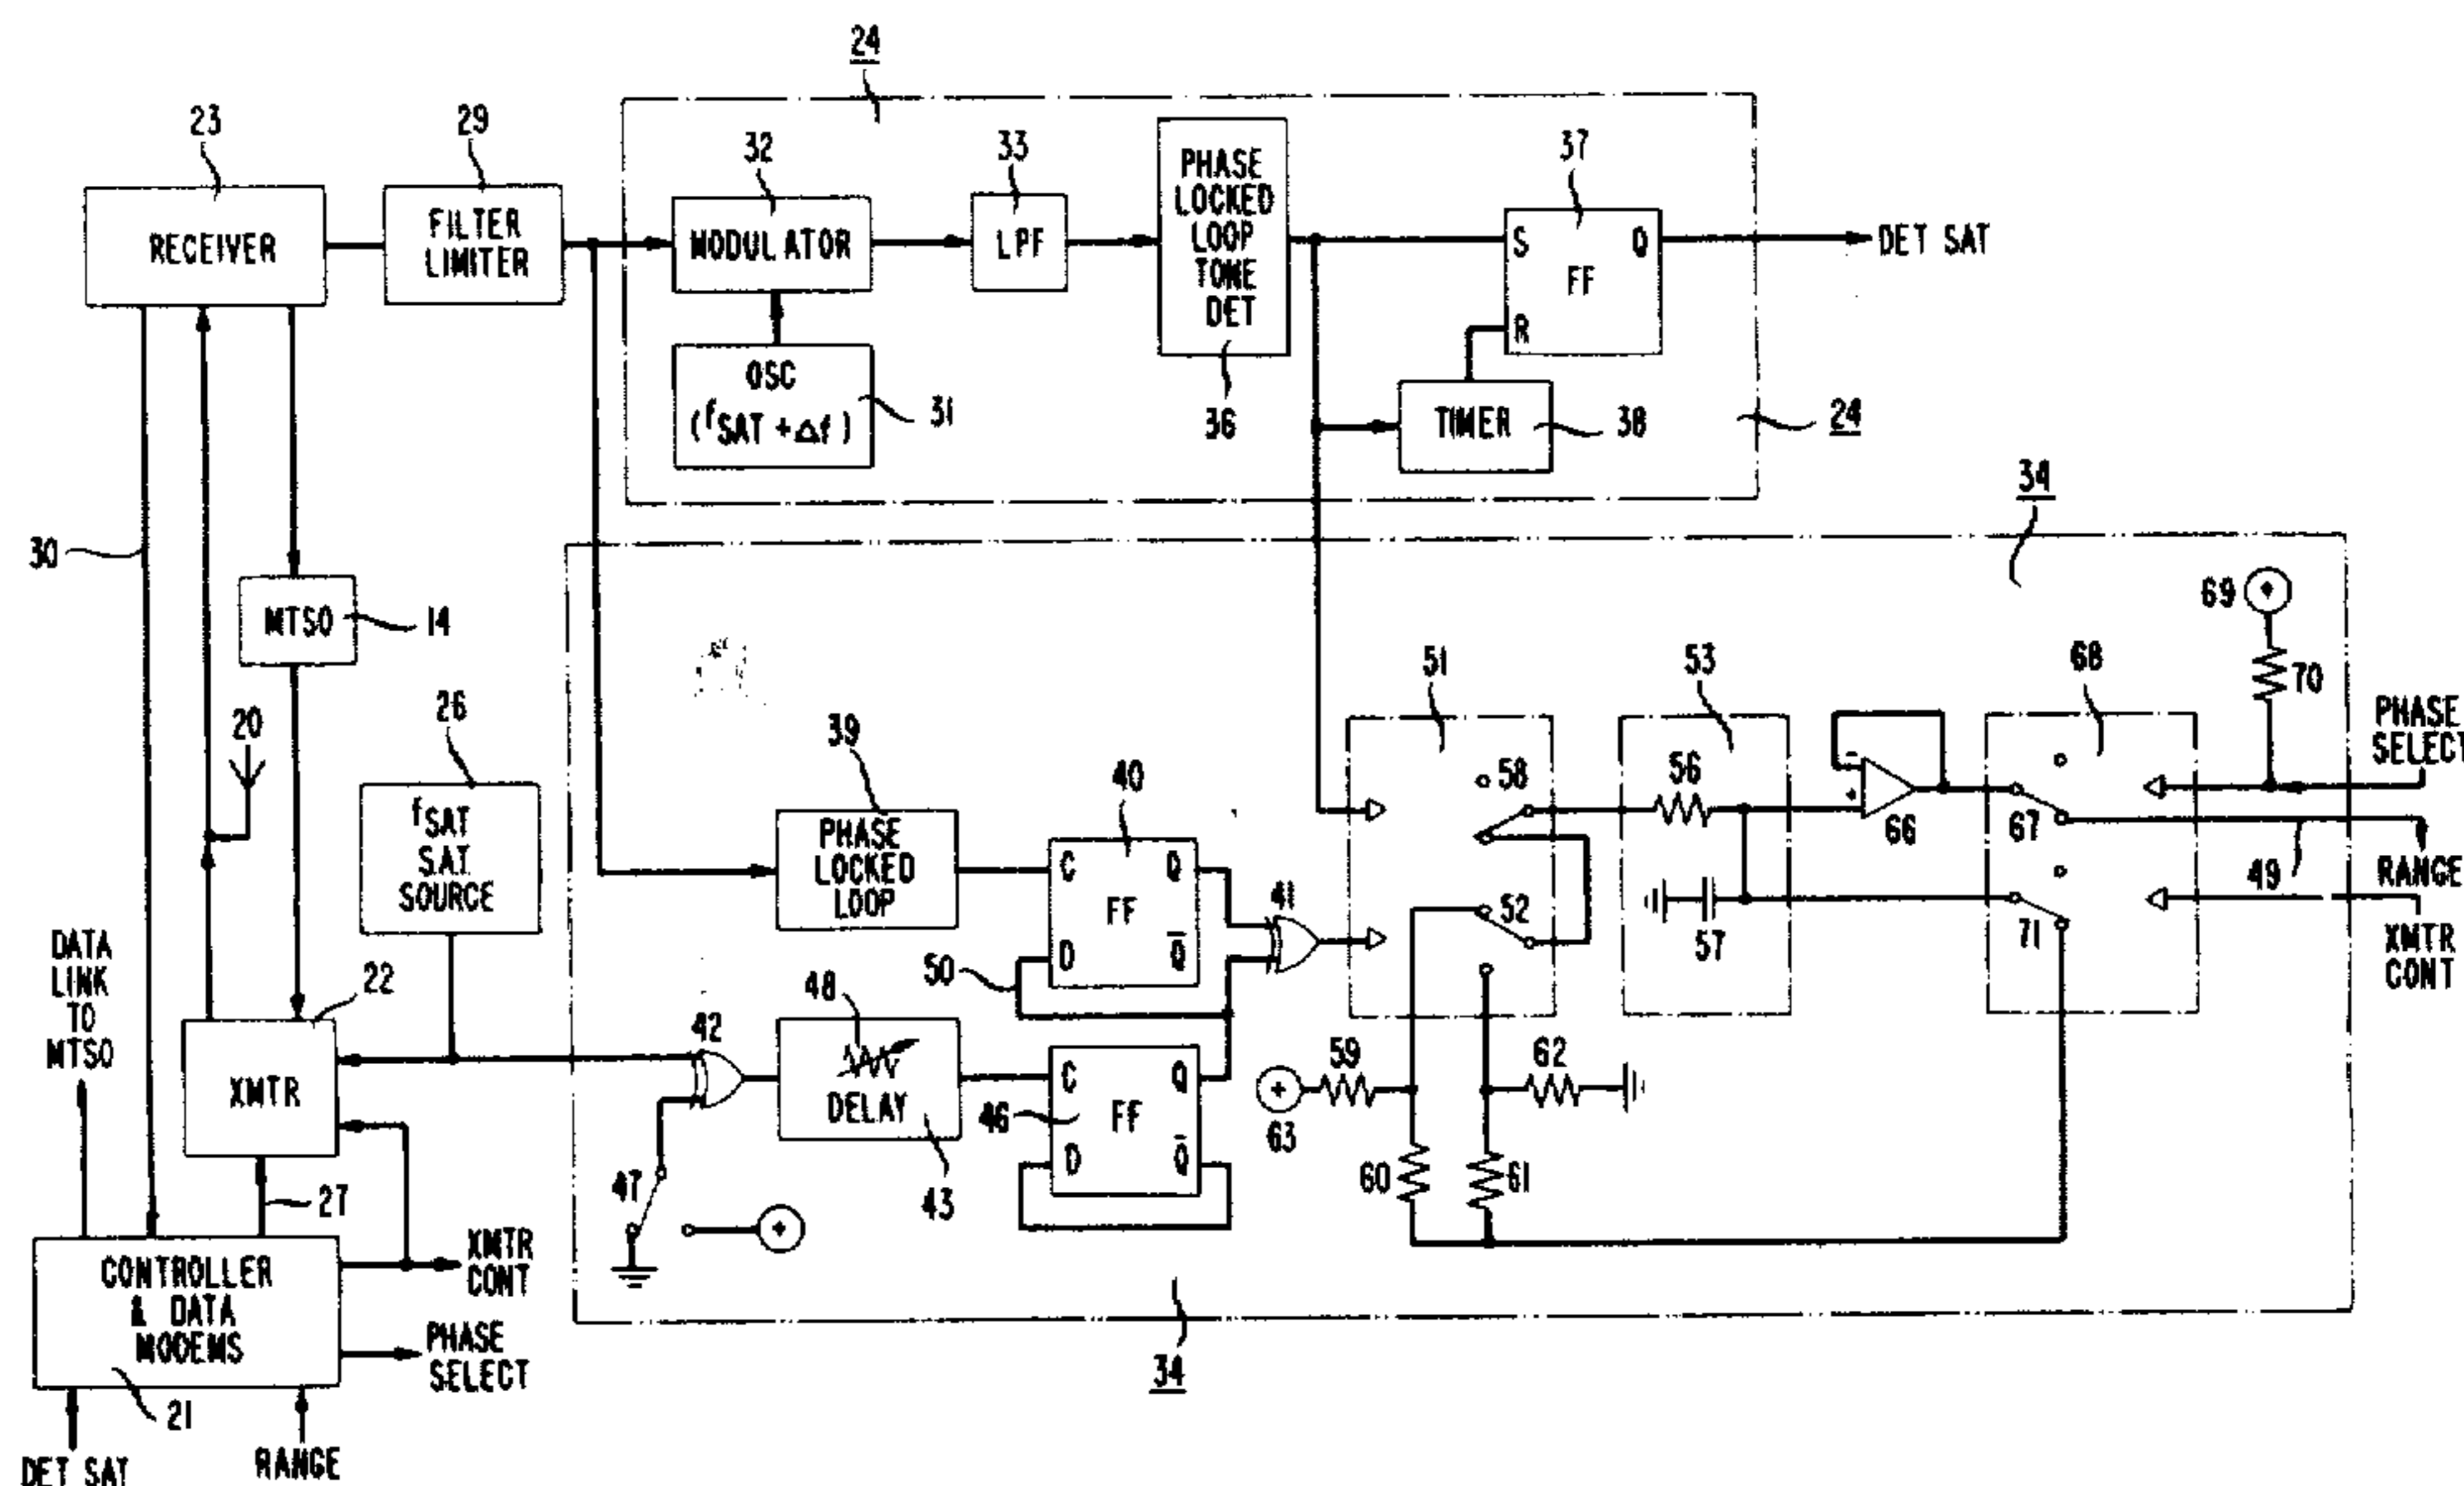 24
23
29
32
33
37
RECEIVER
FILTER
LIMITER
MODULATOR
LPF
PHASE
LOCKED
LOOP
TONE
DET
S
Q
FF
R
DET SAT
OSC
(fSAT + Δf)
31
36
TIMER
38
24
34
30
MTSO
14
69
+
70
20
26
fSAT
SAT
SOURCE
39
PHASE
LOCKED
LOOP
40
C
Q
FF
D
Q̅
50
41
51
58
52
53
56
57
-
+
66
67
68
71
PHASE
SELECT
49
RANGE
XMTR
CONT
DATA
LINK
TO
MTSO
22
XMTR
27
42
48
DELAY
43
46
C
Q
FF
D
Q̅
47
+
59
+
63
62
60
61
CONTROLLER
& DATA
MODEMS
21
XMTR
CONT
PHASE
SELECT
DET SAT
RANGE
34